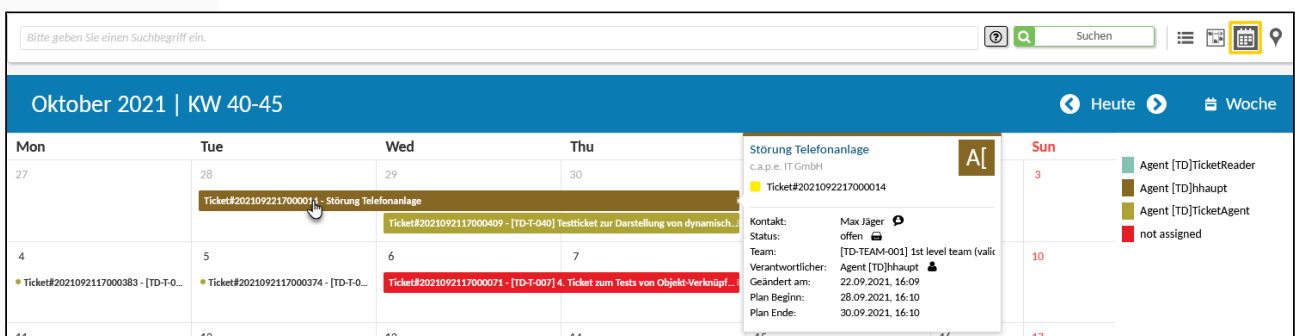 Bitte geben Sie einen Suchbegriff ein.
Suchen
Oktober 2021 | KW 40-45
Heute
Woche
Mon Tue Wed Thu Sun
27 28 29 30 3
Störung Telefonanlage
c.a.p.e. IT GmbH
A[
Ticket#2021092217000014
Kontakt: Max Jäger
Status: offen
Team: [TD-TEAM-001] 1st level team (valid
Verantwortlicher: Agent [TD]hhaupt
Geändert am: 22.09.2021, 16:09
Plan Beginn: 28.09.2021, 16:10
Plan Ende: 30.09.2021, 16:10
Agent [TD]TicketReader
Agent [TD]hhaupt
Agent [TD]TicketAgent
not assigned
Ticket#2021092217000014 - Störung Telefonanlage
Ticket#2021092117000409 - [TD-T-040] Testticket zur Darstellung von dynamisch...
4 5 6 7 10
Ticket#2021092117000383 - [TD-T-0...
Ticket#2021092117000374 - [TD-T-0...
Ticket#2021092117000071 - [TD-T-007] 4. Ticket zum Tests von Objekt-Verknüpf...